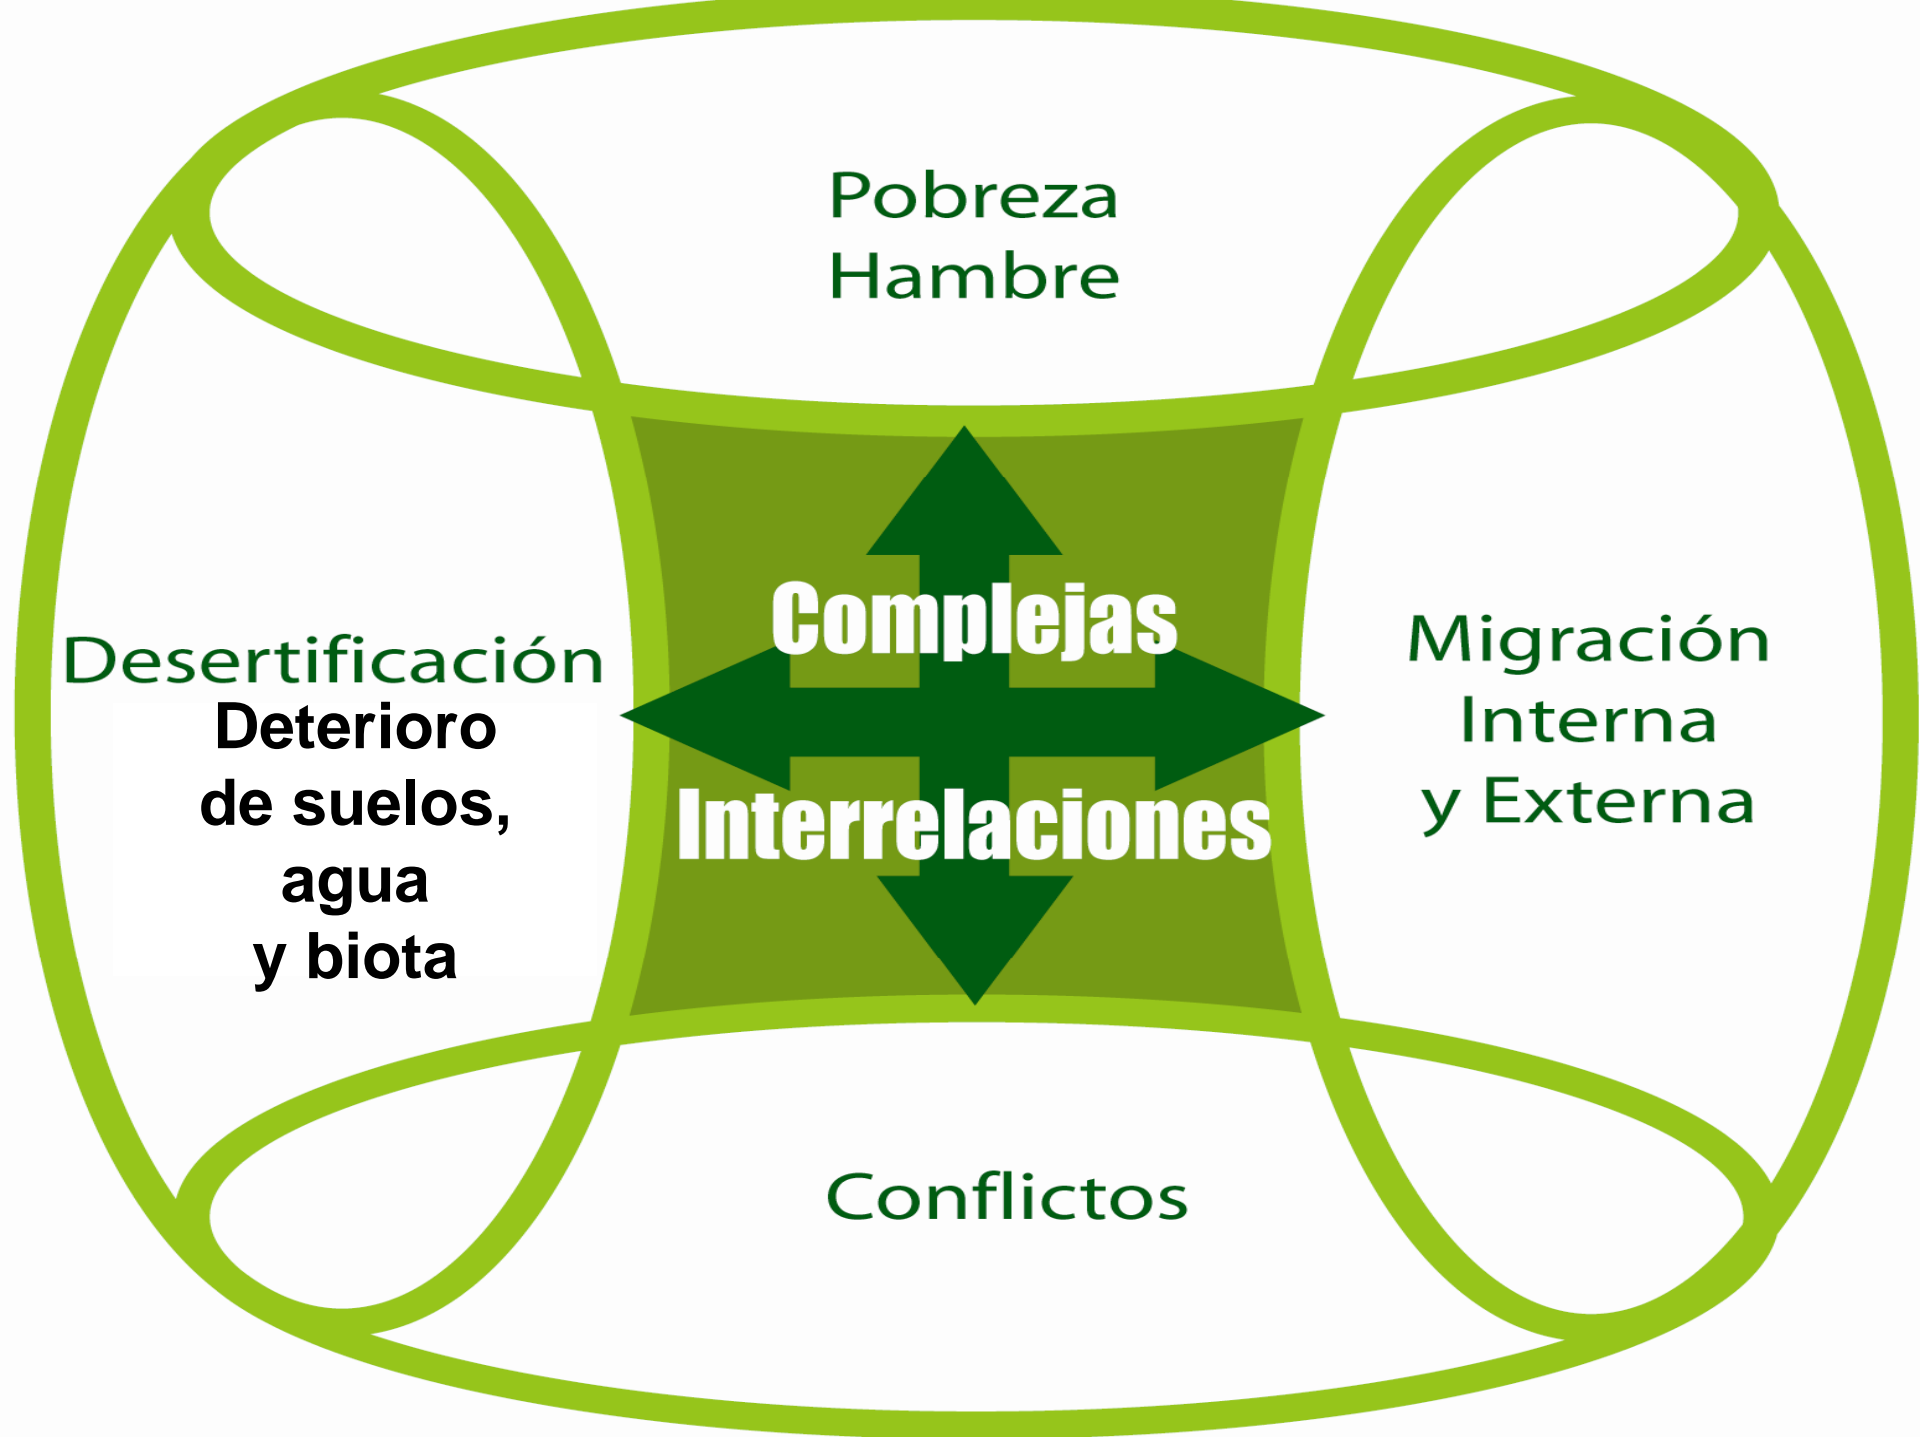 Pobreza
Hambre
Desertificación
Deterioro
de suelos,
agua
y biota
Complejas
Interrelaciones
Migración
Interna
y Externa
Conflictos